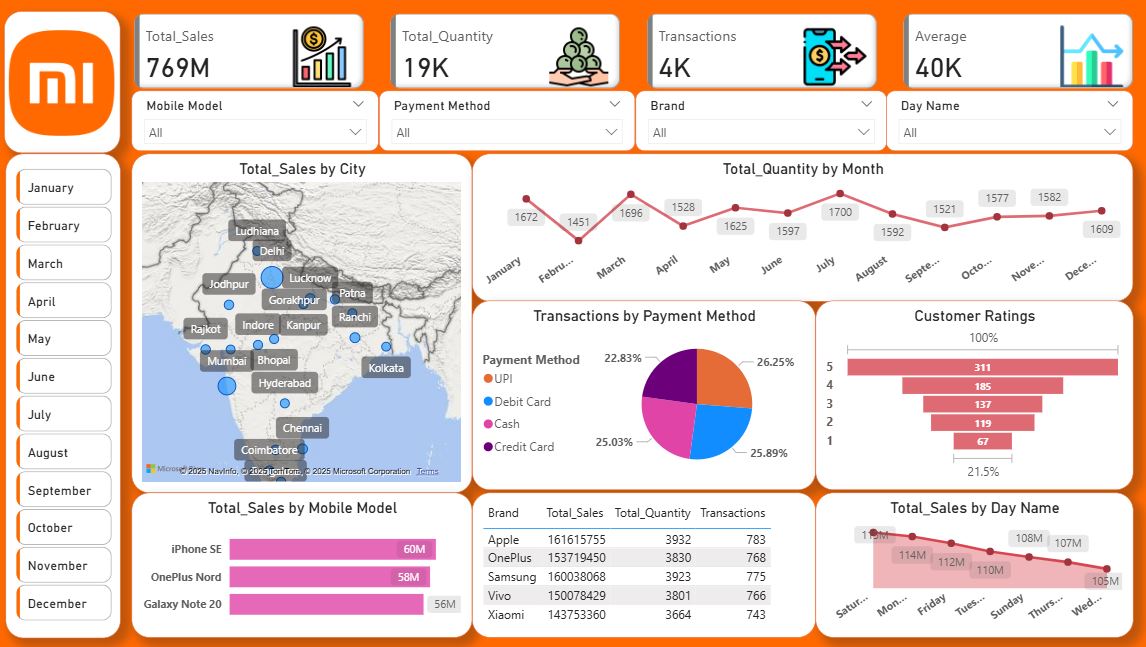 mi
Total_Sales
769M
Total_Quantity
19K
Transactions
4K
Average
40K
Mobile Model
All
Payment Method
All
Brand
All
Day Name
All
January
February
March
April
May
June
July
August
September
October
November
December
Total_Sales by City
Ludhiana
Delhi
Lucknow
Jodhpur
Gorakhpur
Patna
Ranchi
Rajkot
Indore
Kanpur
Mumbai
Bhopal
Kolkata
Hyderabad
Chennai
Coimbatore
Microsoft
© 2025 NavInfo, © 2025 TomTom, © 2025 Microsoft Corporation Terms
Total_Quantity by Month
1672
1451
1696
1528
1625
1597
1700
1592
1521
1577
1582
1609
January
Febru...
March
April
May
June
July
August
Septe...
Octo...
Nove...
Dece...
Transactions by Payment Method
Payment Method
UPI
Debit Card
Cash
Credit Card
22.83%
26.25%
25.03%
25.89%
Customer Ratings
100%
5 311
4 185
3 137
2 119
1 67
21.5%
Total_Sales by Mobile Model
iPhone SE 60M
OnePlus Nord 58M
Galaxy Note 20 56M
Brand Total_Sales Total_Quantity Transactions
Apple 161615755 3932 783
OnePlus 153719450 3830 768
Samsung 160038068 3923 775
Vivo 150078429 3801 766
Xiaomi 143753360 3664 743
Total_Sales by Day Name
114M
112M
110M
108M
107M
105M
Satur...
Mon...
Friday
Tues...
Sunday
Thurs...
Wed...